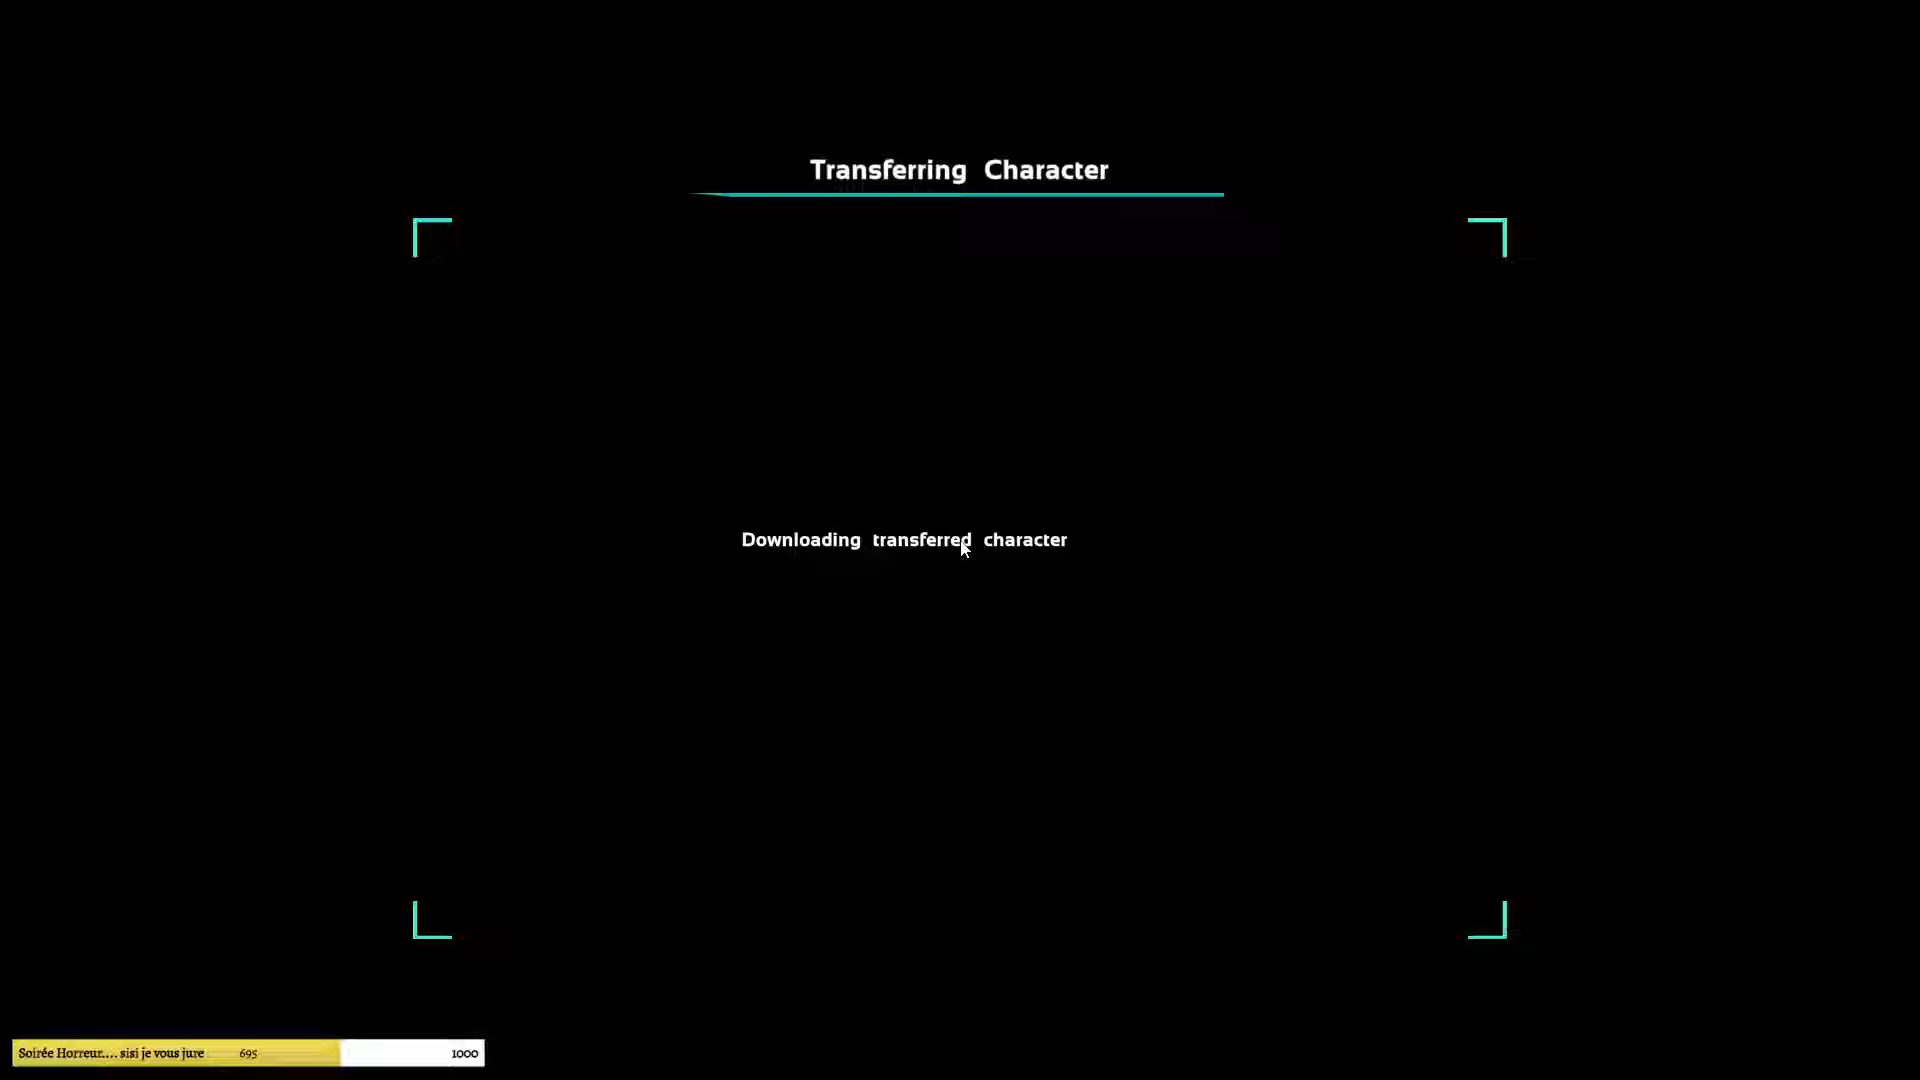 Transferring Character
Downloading transferred character
Soirée Horreur.... sisi je vous jure 695 1000